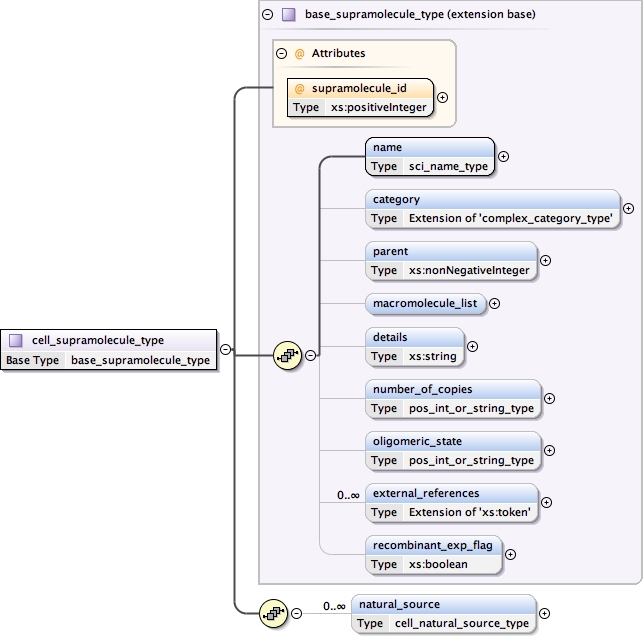 base_supramolecule_type (extension base)
@ Attributes
@ supramolecule_id
Type xs:positiveInteger
name
Type sci_name_type
category
Type Extension of 'complex_category_type'
parent
Type xs:nonNegativeInteger
macromolecule_list
cell_supramolecule_type
Base Type base_supramolecule_type
details
Type xs:string
number_of_copies
Type pos_int_or_string_type
oligomeric_state
Type pos_int_or_string_type
0..∞ external_references
Type Extension of 'xs:token'
recombinant_exp_flag
Type xs:boolean
0..∞ natural_source
Type cell_natural_source_type